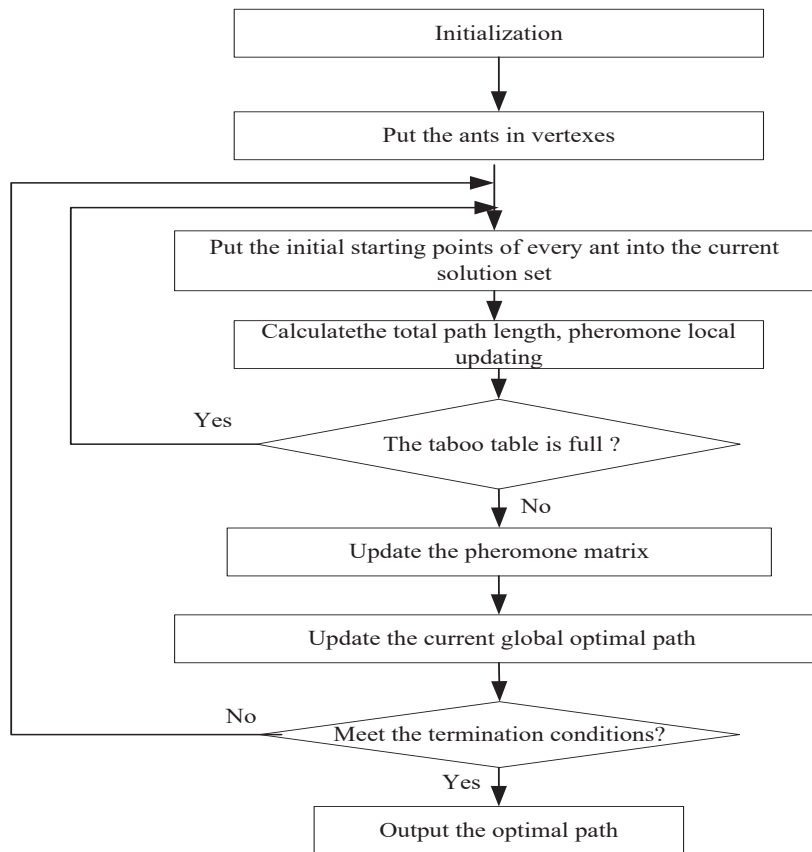 Initialization
Put the ants in vertexes
Put the initial starting points of every ant into the current
solution set
Calculatethe total path length, pheromone local
updating
Yes
The taboo table is full ?
No
Update the pheromone matrix
Update the current global optimal path
No
Meet the termination conditions?
Yes
Output the optimal path